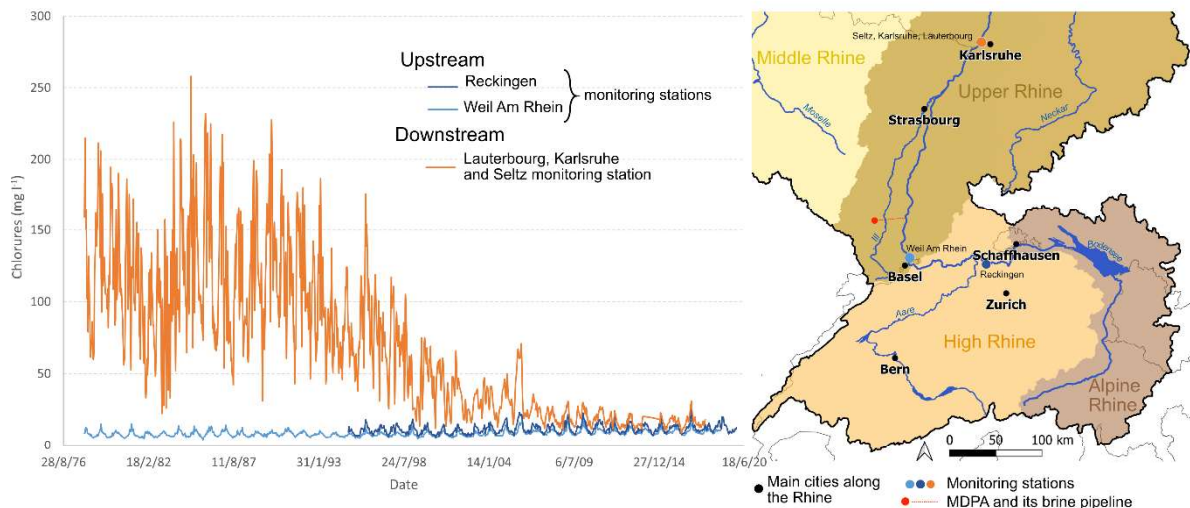 300
250
200
150
100
50
0
Chlorures (mg l⁻¹)
28/8/76
18/2/82
11/8/87
31/1/93
24/7/98
14/1/04
6/7/09
27/12/14
18/6/20
Date
Upstream
Reckingen
Weil Am Rhein
monitoring stations
Downstream
Lauterbourg, Karlsruhe
and Seltz monitoring station
Seltz, Karlsruhe, Lauterbourg
Karlsruhe
Middle Rhine
Upper Rhine
Moselle
Strasbourg
Neckar
Ill
Weil Am Rhein
Schaffhausen
Bodensee
Basel
Reckingen
Zurich
Aare
High Rhine
Bern
Alpine
Rhine
0 50 100 km
Main cities along
the Rhine
Monitoring stations
MDPA and its brine pipeline